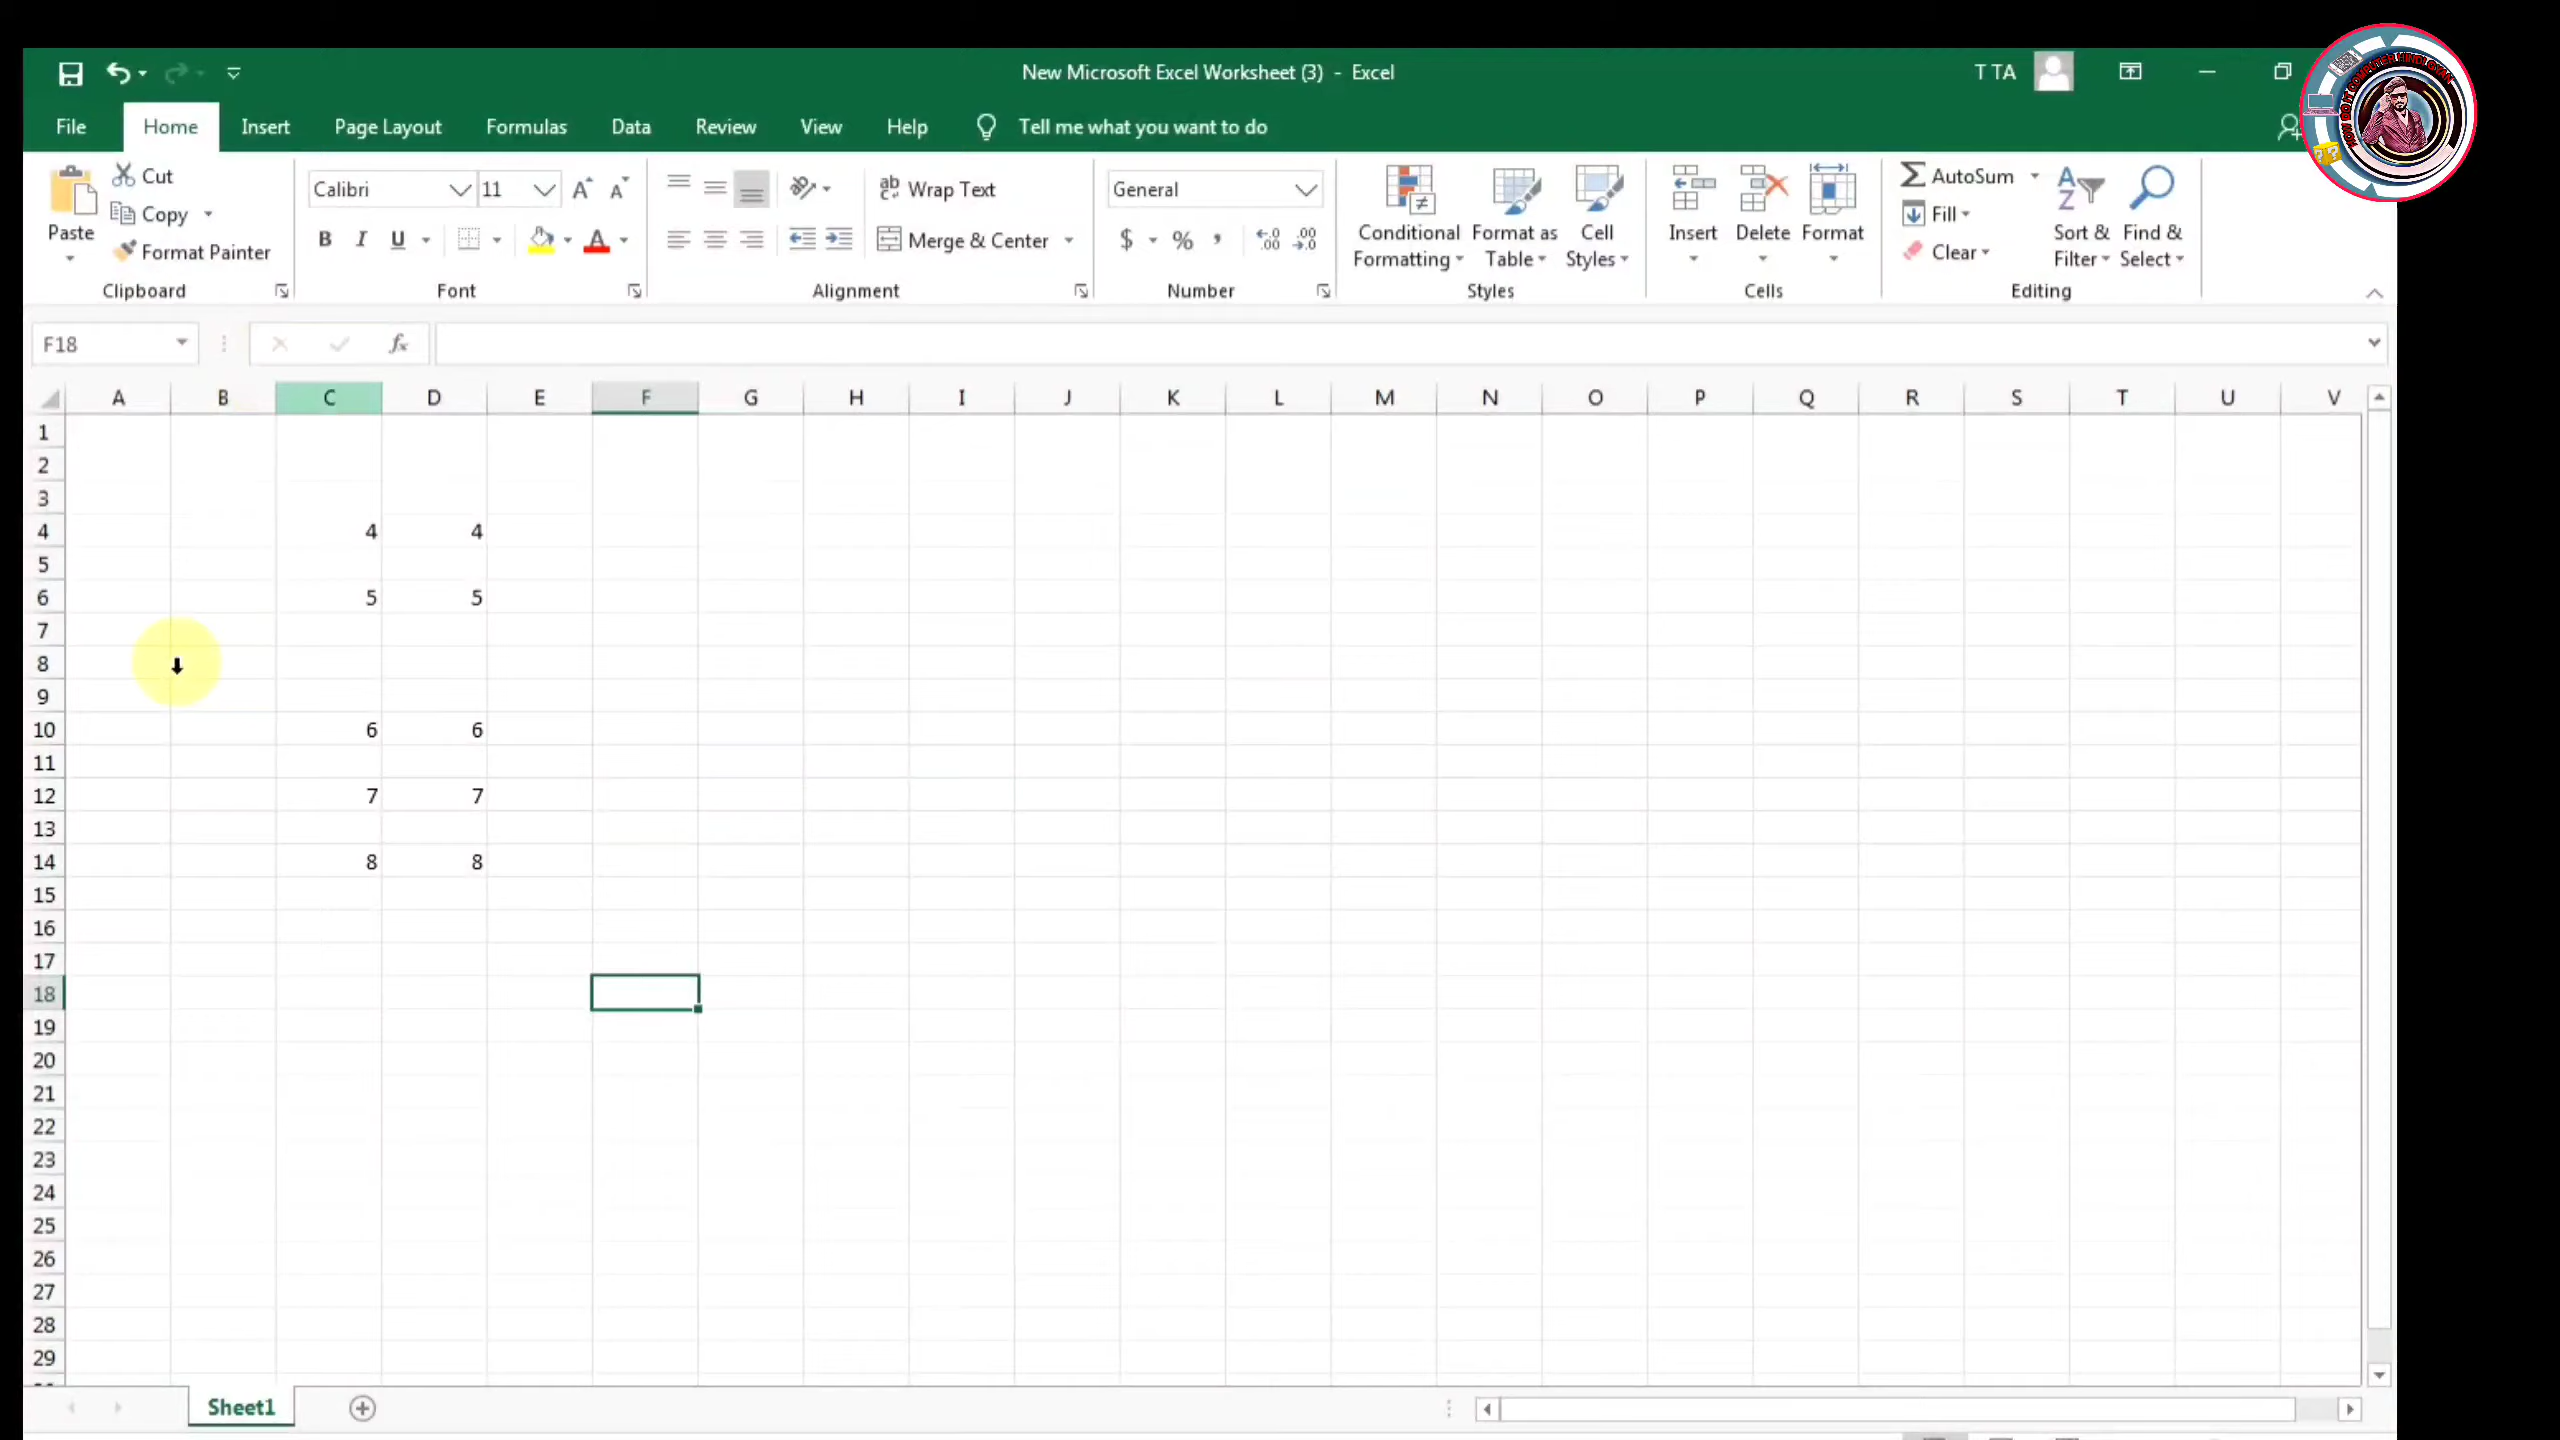 New Microsoft Excel Worksheet (3) - Excel
T TA
File Home Insert Page Layout Formulas Data Review View Help Tell me what you want to do
Paste
Cut
Copy
Format Painter
Clipboard
Calibri 11
B I U A
Font
ab Wrap Text
Merge & Center
Alignment
General
$ % ,
Number
Conditional Formatting
Format as Table
Cell Styles
Styles
Insert
Delete
Format
Cells
AutoSum
Fill
Clear
Sort & Filter
Find & Select
Editing
F18 fx
A B C D E F G H I J K L M N O P Q R S T U V
1
2
3
4 4 4
5
6 5 5
7
8
9
10 6 6
11
12 7 7
13
14 8 8
15
16
17
18
19
20
21
22
23
24
25
26
27
28
29
Sheet1